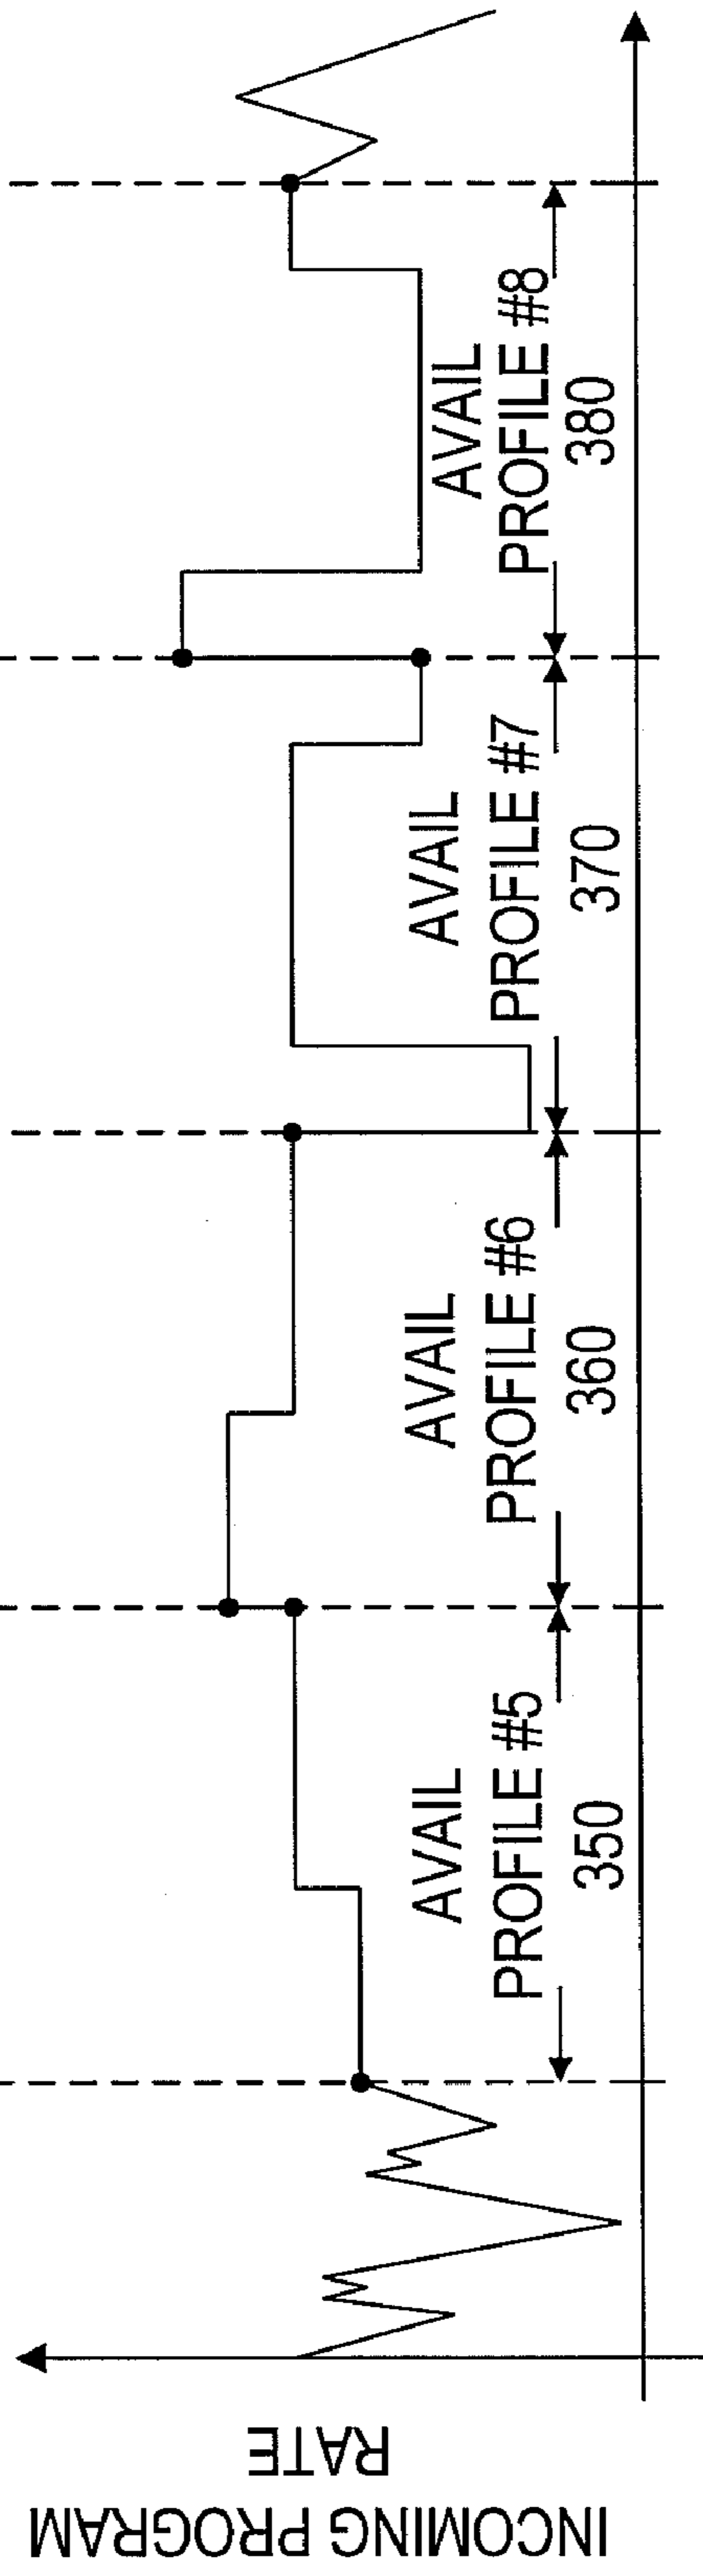 INCOMING PROGRAM
RATE
AVAIL
PROFILE #5
350
AVAIL
PROFILE #6
360
AVAIL
PROFILE #7
370
AVAIL
PROFILE #8
380